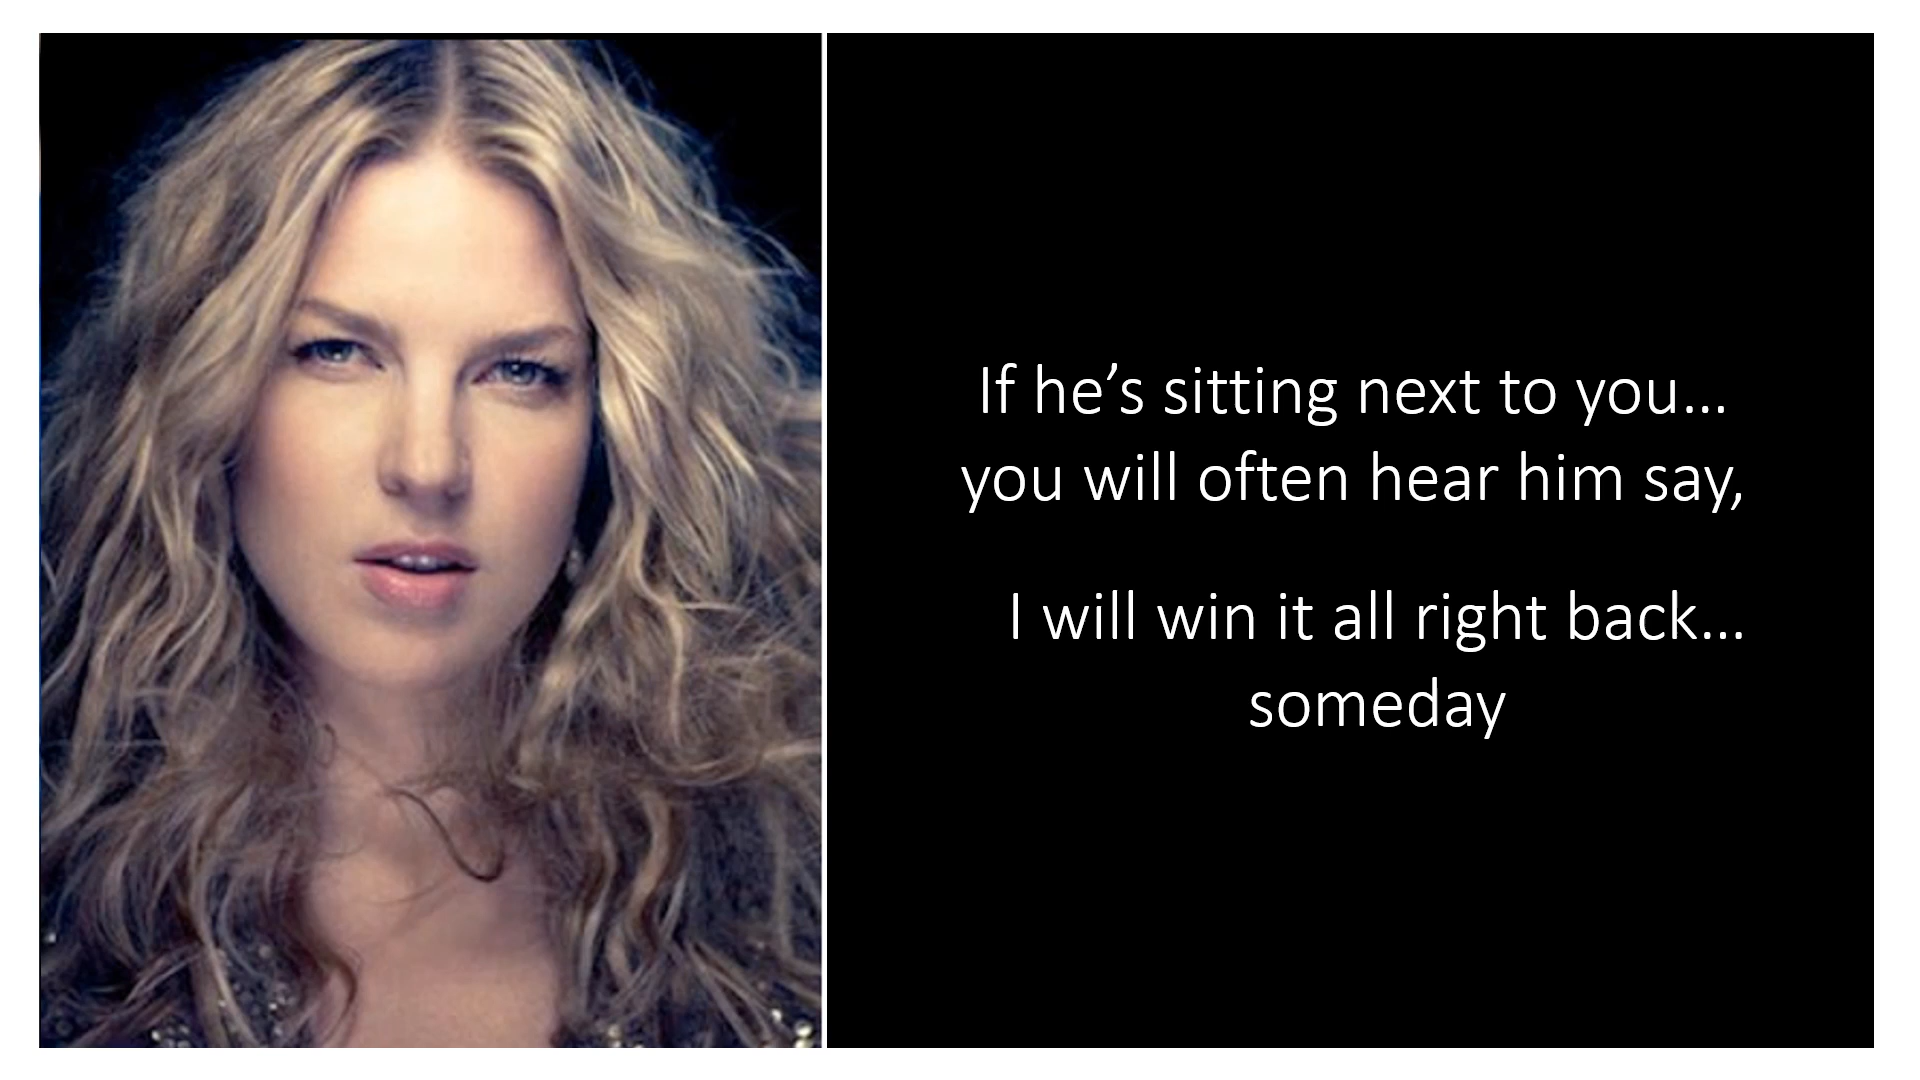 If he’s sitting next to you…
you will often hear him say,
I will win it all right back…
someday